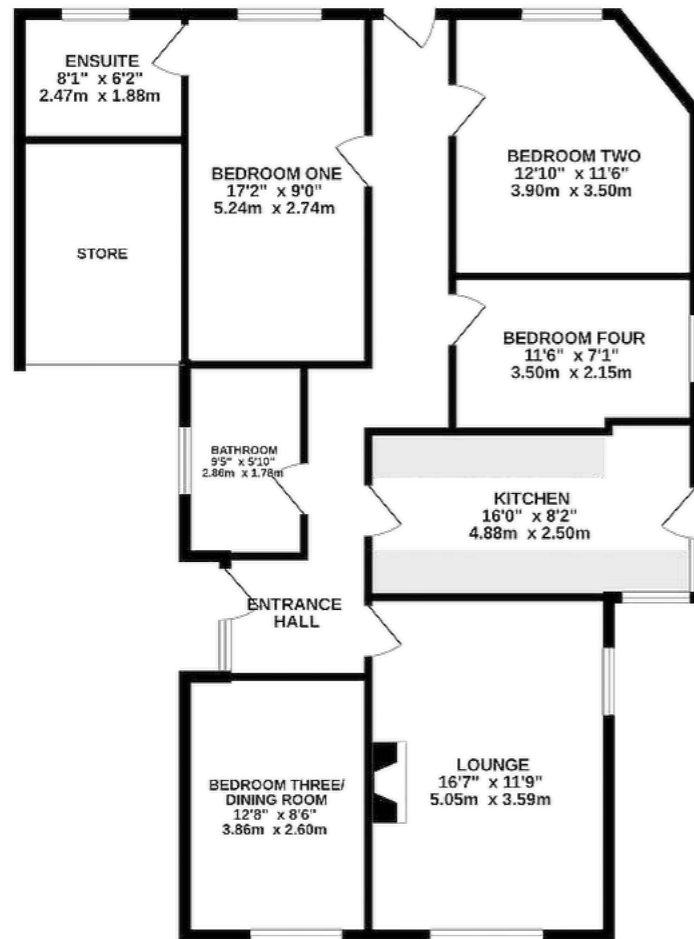 ENSUITE
8'1" x 6'2"
2.47m x 1.88m
BEDROOM ONE
17'2" x 9'0"
5.24m x 2.74m
BEDROOM TWO
12'10" x 11'6"
3.90m x 3.50m
STORE
BEDROOM FOUR
11'6" x 7'1"
3.50m x 2.15m
BATHROOM
9'5" x 5'10"
2.86m x 1.78m
KITCHEN
16'0" x 8'2"
4.88m x 2.50m
ENTRANCE
HALL
LOUNGE
16'7" x 11'9"
5.05m x 3.59m
BEDROOM THREE/
DINING ROOM
12'8" x 8'6"
3.86m x 2.60m